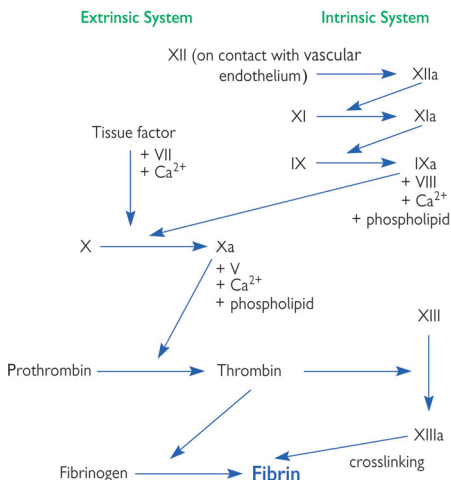 Extrinsic System
Intrinsic System
XII (on contact with vascular
endothelium)
XIIa
XI
XIa
Tissue factor
+ VII
+ Ca²⁺
IX
IXa
+ VIII
+ Ca²⁺
+ phospholipid
X
Xa
+ V
+ Ca²⁺
+ phospholipid
XIII
Prothrombin
Thrombin
XIIIa
crosslinking
Fibrinogen
Fibrin